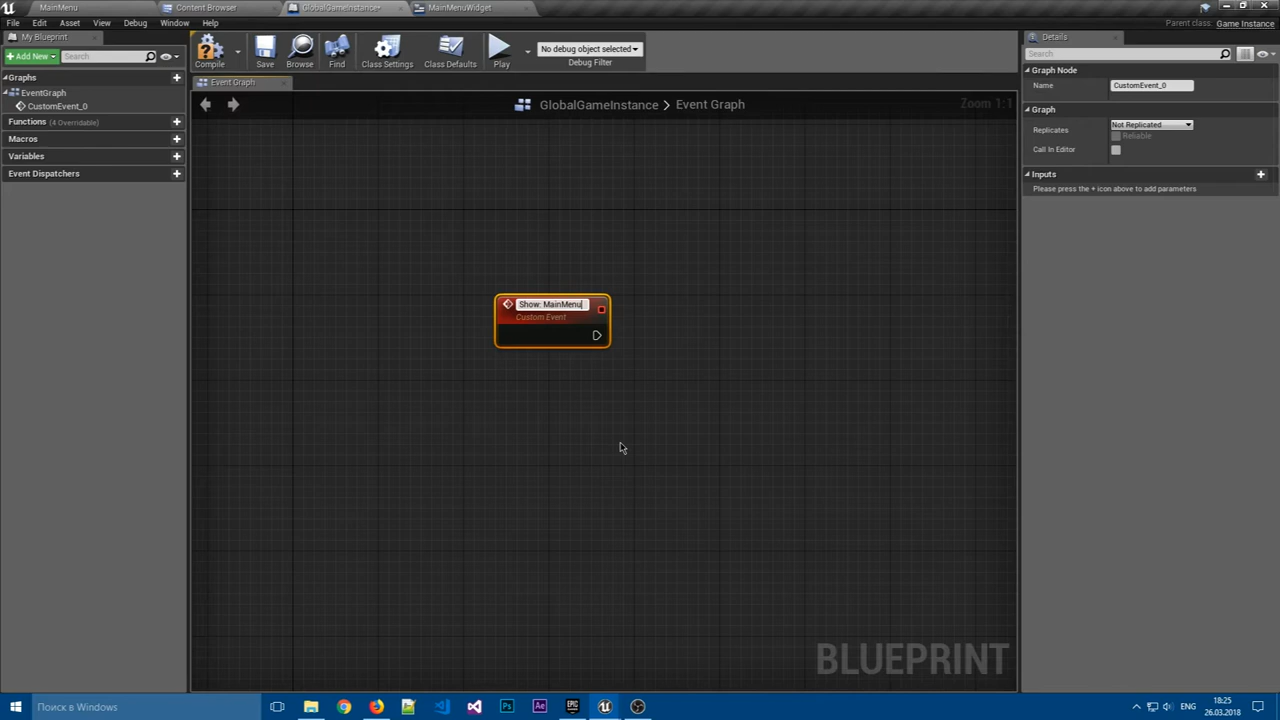 MainMenu
Content Browser
GlobalGameInstance*
MainMenuWidget
File Edit Asset View Debug Window Help
Parent class: Game Instance
My Blueprint
Details
Add New
Search
Compile
Save
Browse
Find
Class Settings
Class Defaults
Play
No debug object selected
Debug Filter
Search
Graphs
EventGraph
CustomEvent_0
Functions (4 Overridable)
Macros
Variables
Event Dispatchers
Event Graph
GlobalGameInstance > Event Graph
Zoom 1:1
Show: MainMenu
Custom Event
BLUEPRINT
Graph Node
Name CustomEvent_0
Graph
Replicates Not Replicated
Reliable
Call In Editor
Inputs
Please press the + icon above to add parameters
Поиск в Windows
Ps
Ae
EPIC
ENG
18:25
26.03.2018